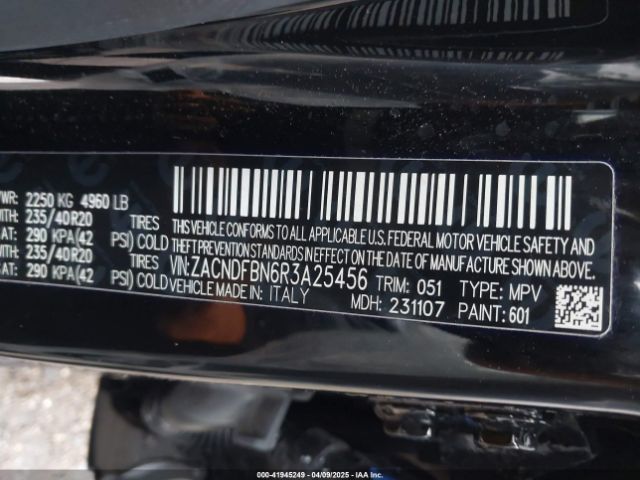 WR: 2250 KG 4960 LB
WITH: 235/40R20 TIRES
AT: 290 KPA(42 PSI) COLD
WITH: 235/40R20 TIRES
AT: 290 KPA(42 PSI) COLD
THIS VEHICLE CONFORMS TO ALL APPLICABLE U.S. FEDERAL MOTOR VEHICLE SAFETY AND
THEFT PREVENTION STANDARDS IN EFFECT ON THE DATE OF MANUFACTURE SHOWN ABOVE.
VIN: ZACNDFBN6R3A25456 TRIM: 051 TYPE: MPV
VEHICLE MADE IN ITALY MDH: 231107 PAINT: 601
000-41945249 04/09/2025 IAAI.COM